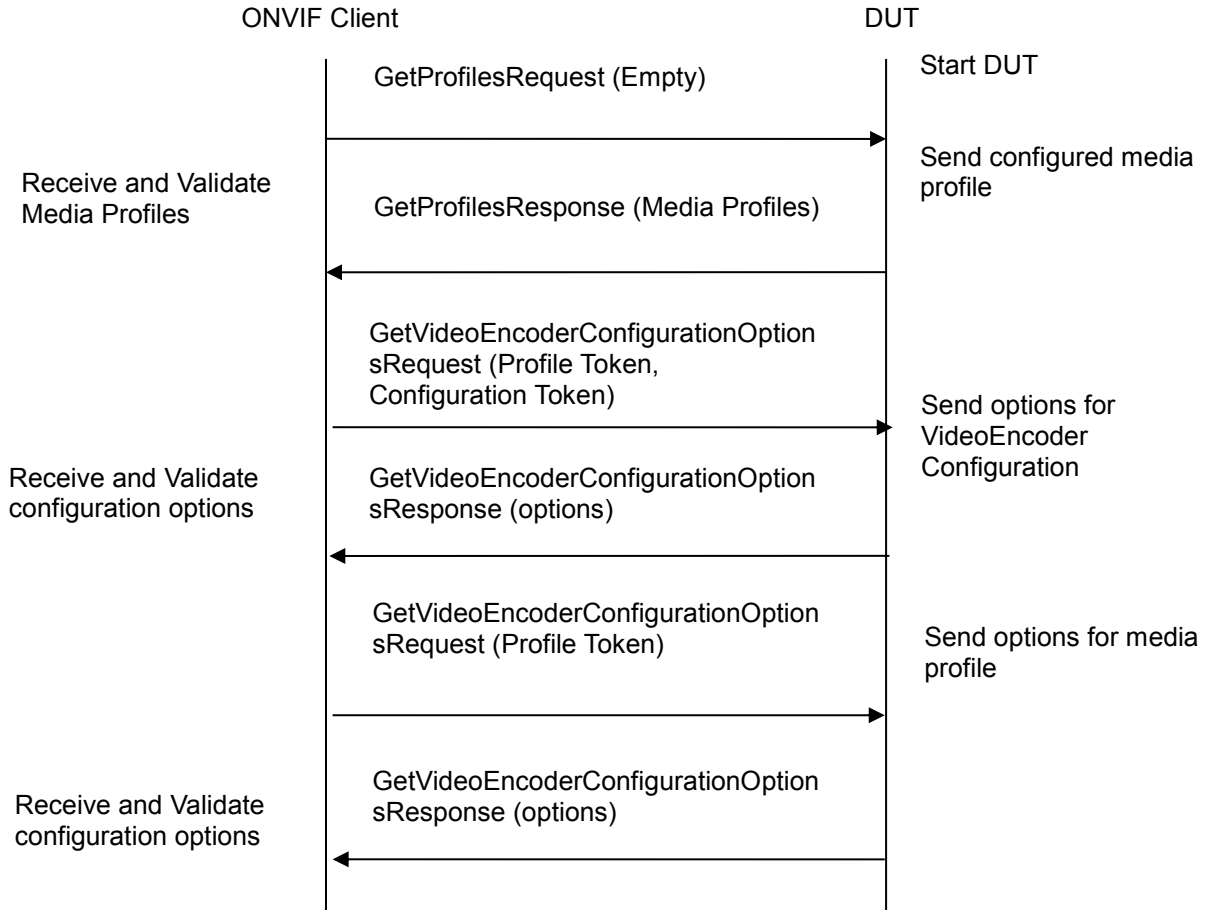 ONVIF Client
DUT
Start DUT
GetProfilesRequest (Empty)
Send configured media
profile
Receive and Validate
Media Profiles
GetProfilesResponse (Media Profiles)
GetVideoEncoderConfigurationOption
sRequest (Profile Token,
Configuration Token)
Send options for
VideoEncoder
Configuration
Receive and Validate
configuration options
GetVideoEncoderConfigurationOption
sResponse (options)
GetVideoEncoderConfigurationOption
sRequest (Profile Token)
Send options for media
profile
GetVideoEncoderConfigurationOption
sResponse (options)
Receive and Validate
configuration options